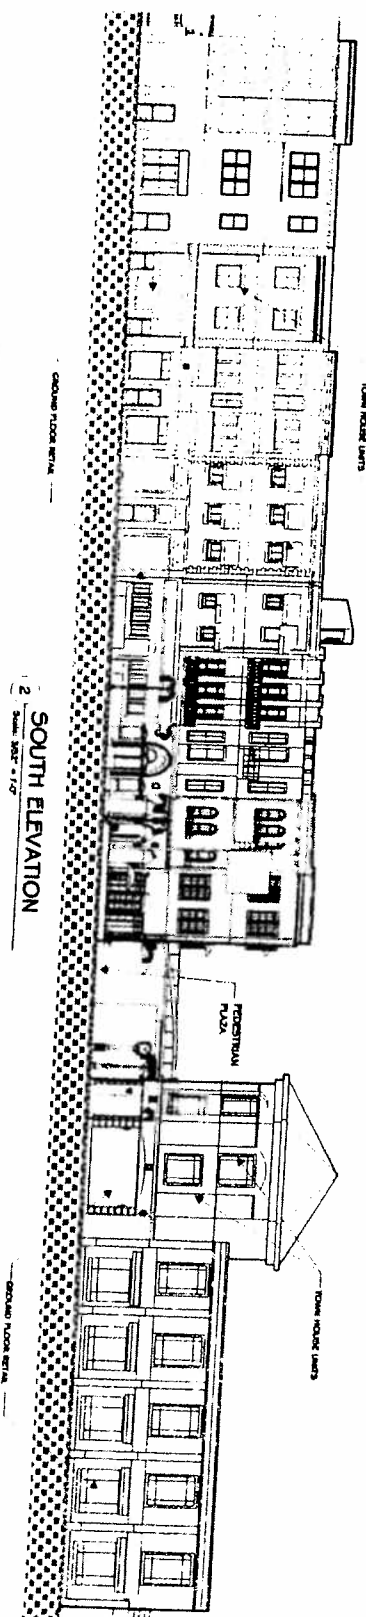 TOWN HOUSE UNITS
GROUND FLOOR RETAIL
2
SOUTH ELEVATION
PEDESTRIAN
PLAZA
TOWN HOUSE UNITS
GROUND FLOOR RETAIL